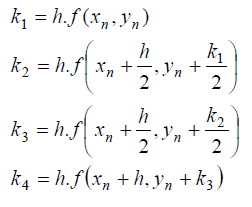 k₁ = h.f(xₙ, yₙ)
k₂ = h.f(xₙ + h/2, yₙ + k₁/2)
k₃ = h.f(xₙ + h/2, yₙ + k₂/2)
k₄ = h.f(xₙ + h, yₙ + k₃)